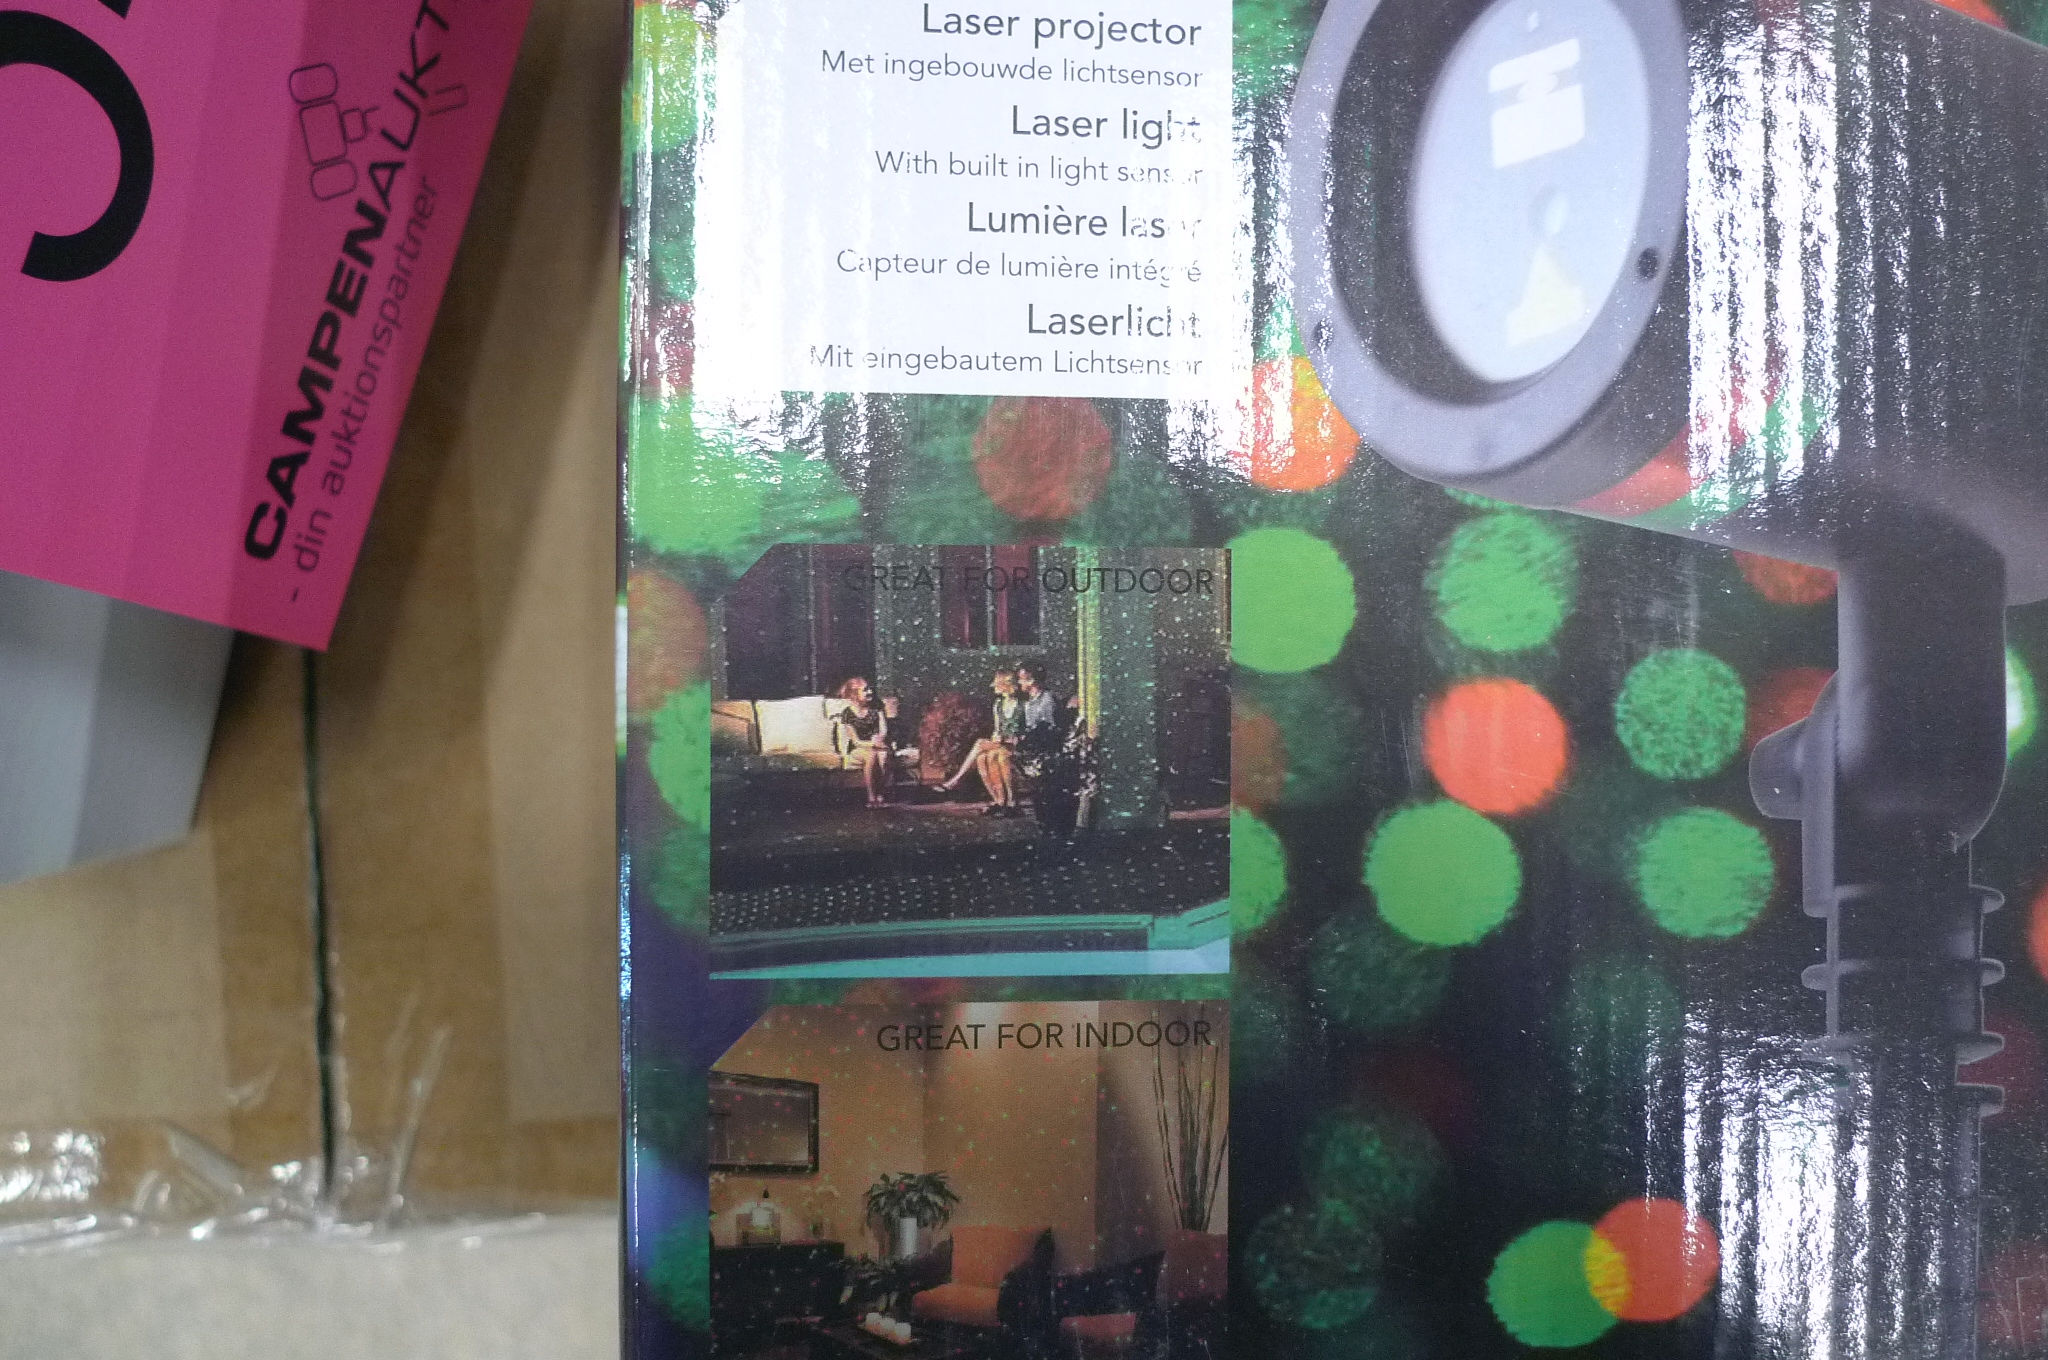 CAMPENAUKT
- din auktionspartner
Laser projector
Met ingebouwde lichtsensor
Laser light
With built in light sensor
Lumière laser
Capteur de lumière intégré
Laserlicht
Mit eingebautem Lichtsensor
GREAT FOR OUTDOOR
GREAT FOR INDOOR